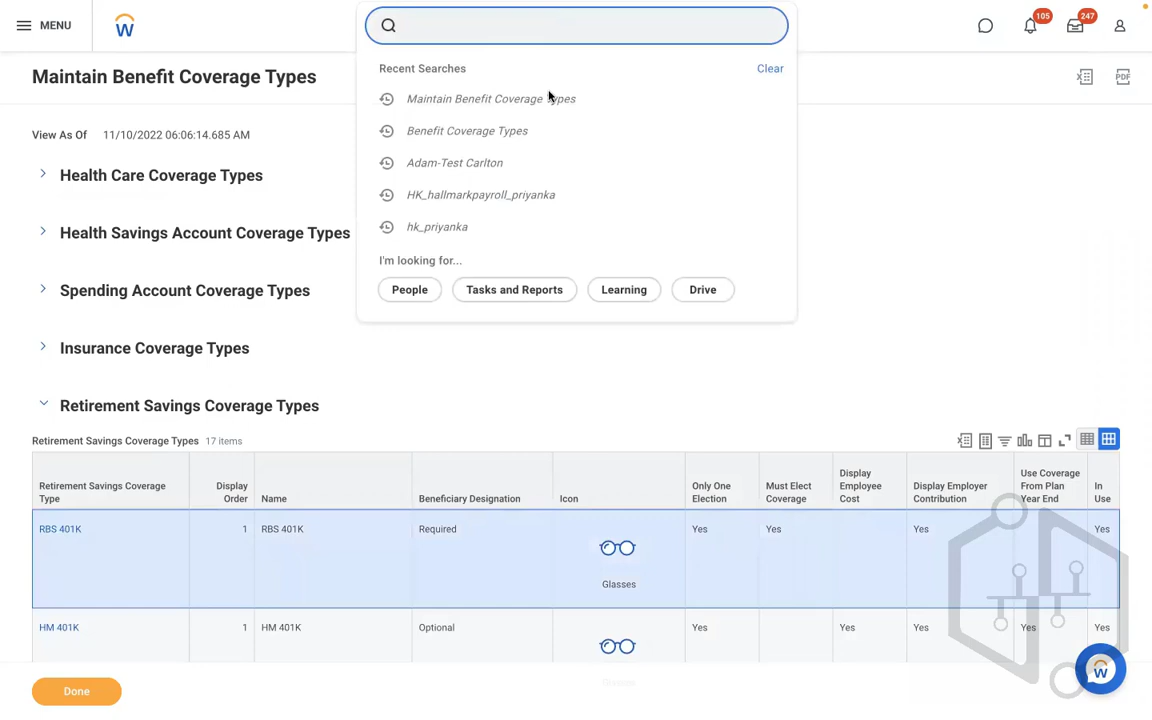 MENU
105
247
Maintain Benefit Coverage Types
PDF
Recent Searches
Clear
Maintain Benefit Coverage Types
Benefit Coverage Types
Adam-Test Carlton
HK_hallmarkpayroll_priyanka
hk_priyanka
I'm looking for...
People
Tasks and Reports
Learning
Drive
View As Of 11/10/2022 06:06:14.685 AM
Health Care Coverage Types
Health Savings Account Coverage Types
Spending Account Coverage Types
Insurance Coverage Types
Retirement Savings Coverage Types
Retirement Savings Coverage Types 17 items
Retirement Savings Coverage
Type
Display
Order
Name
Beneficiary Designation
Icon
Only One
Election
Must Elect
Coverage
Display
Employee
Cost
Display Employer
Contribution
Use Coverage
From Plan
Year End
In
Use
RBS 401K 1 RBS 401K Required Yes Yes Yes Yes
Glasses
HM 401K 1 HM 401K Optional Yes Yes Yes Yes Yes
Glasses
Done